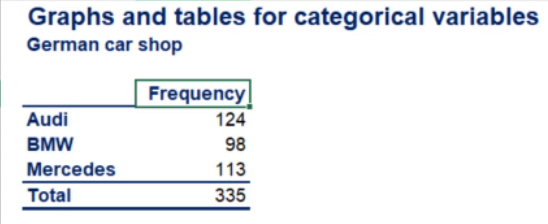 Graphs and tables for categorical variables
German car shop
Frequency
Audi 124
BMW 98
Mercedes 113
Total 335